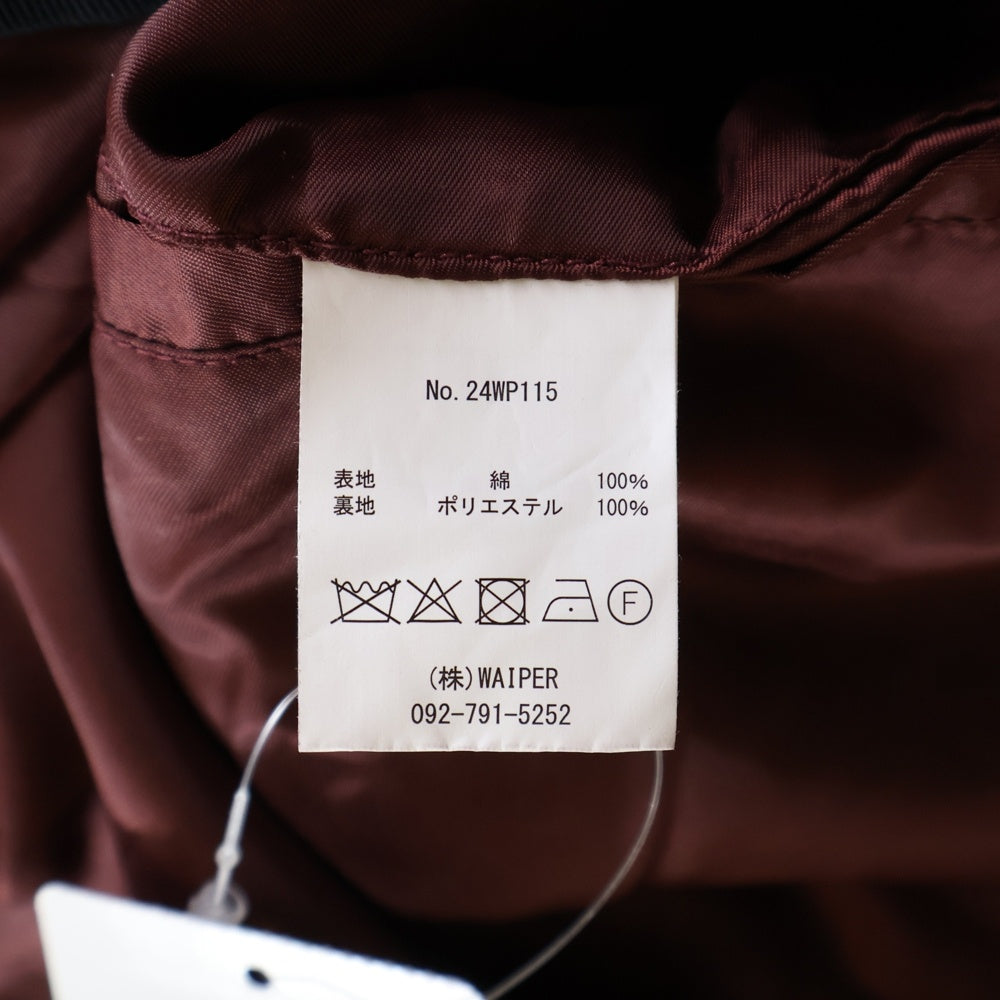 No. 24WP115
表地 綿 100%
裏地 ポリエステル 100%
F
(株)WAIPER
092-791-5252